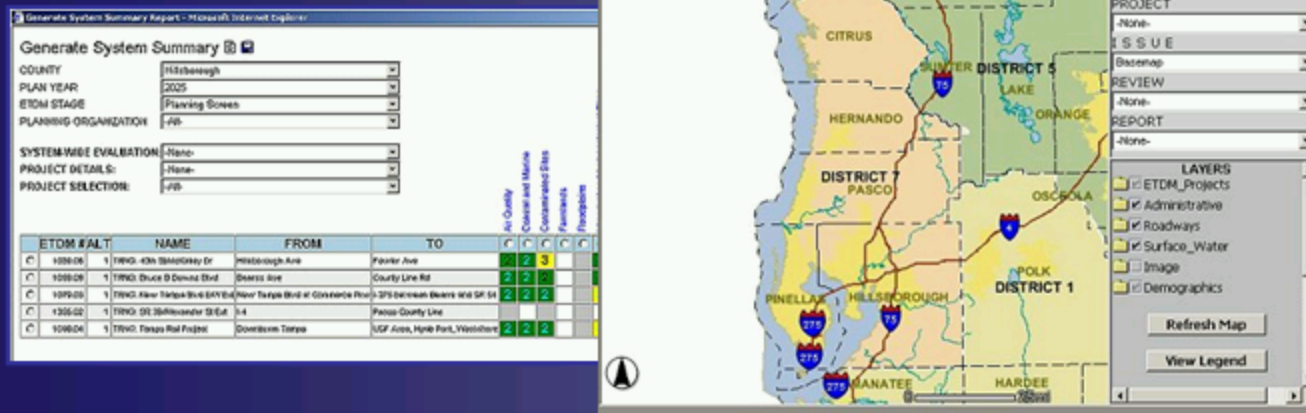 Generate System Summary Report - Microsoft Internet Explorer
Generate System Summary
COUNTY Hillsborough
PLAN YEAR 2025
ETDM STAGE Planning Screen
PLANNING ORGANIZATION -All-
SYSTEM-WIDE EVALUATION: -None-
PROJECT DETAILS: -None-
PROJECT SELECTION: -All-
Air Quality
Coastal and Marine
Contaminated Sites
Farmlands
Floodplains
ETDM # ALT NAME FROM TO
1 Hillsborough Ave Fowler Ave 2 2 3
1 TRNG: Bruce B Downs Blvd Bearss Ave County Line Rd 2 2 2
1 2 2 2
1 I-4 Pasco County Line
1 TRNG: Tampa Rail Project Downtown Tampa 2 2 2
CITRUS
SUMTER
DISTRICT 5
75
LAKE
ORANGE
HERNANDO
DISTRICT 7
PASCO
OSCEOLA
4
POLK
DISTRICT 1
PINELLAS
HILLSBOROUGH
275
75
275
275
MANATEE
HARDEE
0
PROJECT
-None-
ISSUE
Basemap
REVIEW
-None-
REPORT
-None-
LAYERS
ETDM_Projects
Administrative
Roadways
Surface_Water
Image
Demographics
Refresh Map
View Legend